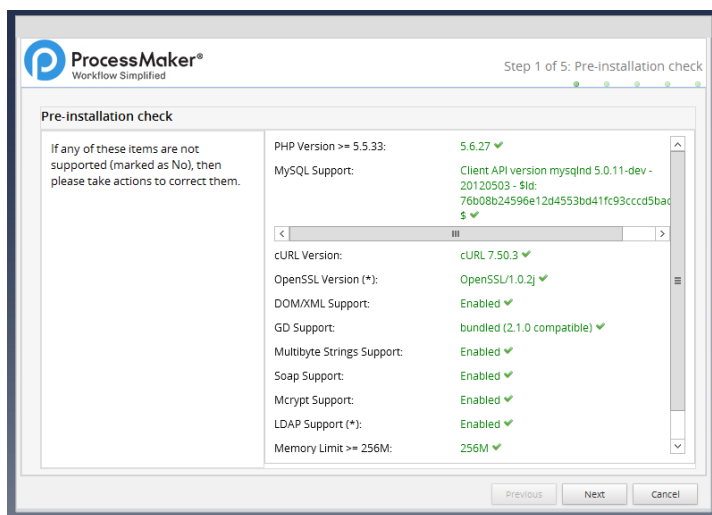 ProcessMaker®
Workflow Simplified
Step 1 of 5: Pre-installation check
Pre-installation check
If any of these items are not
supported (marked as No), then
please take actions to correct them.
PHP Version >= 5.5.33: 5.6.27
MySQL Support: Client API version mysqlnd 5.0.11-dev -
20120503 - $Id:
76b08b24596e12d4553bd41fc93cccd5bac
$
cURL Version: cURL 7.50.3
OpenSSL Version (*): OpenSSL/1.0.2j
DOM/XML Support: Enabled
GD Support: bundled (2.1.0 compatible)
Multibyte Strings Support: Enabled
Soap Support: Enabled
Mcrypt Support: Enabled
LDAP Support (*): Enabled
Memory Limit >= 256M: 256M
Previous Next Cancel